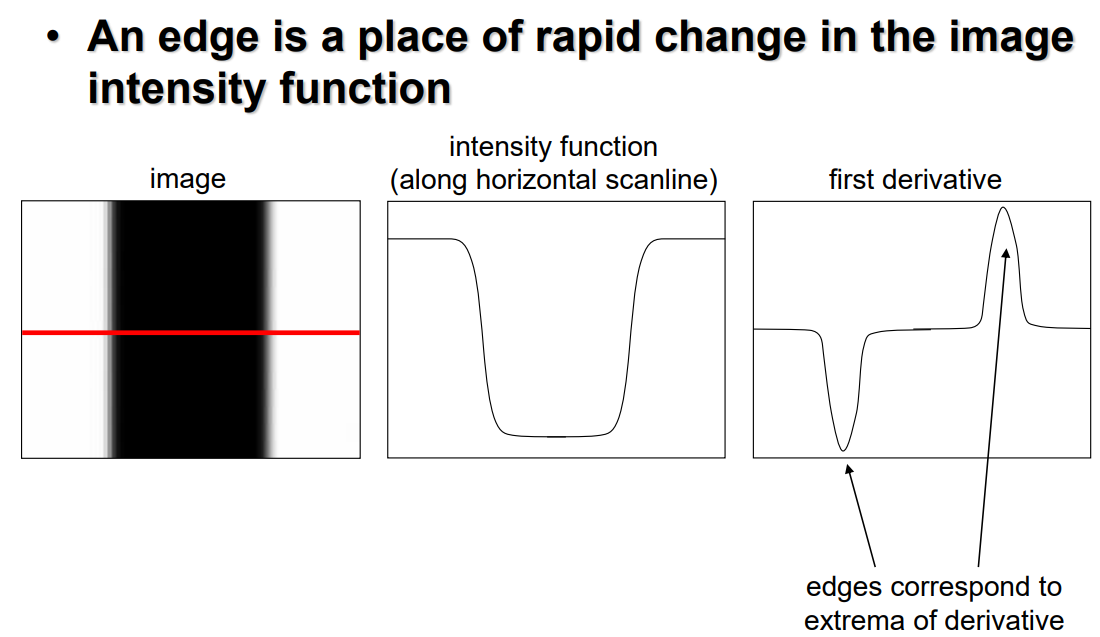 • An edge is a place of rapid change in the image
intensity function
image
intensity function
(along horizontal scanline)
first derivative
edges correspond to
extrema of derivative